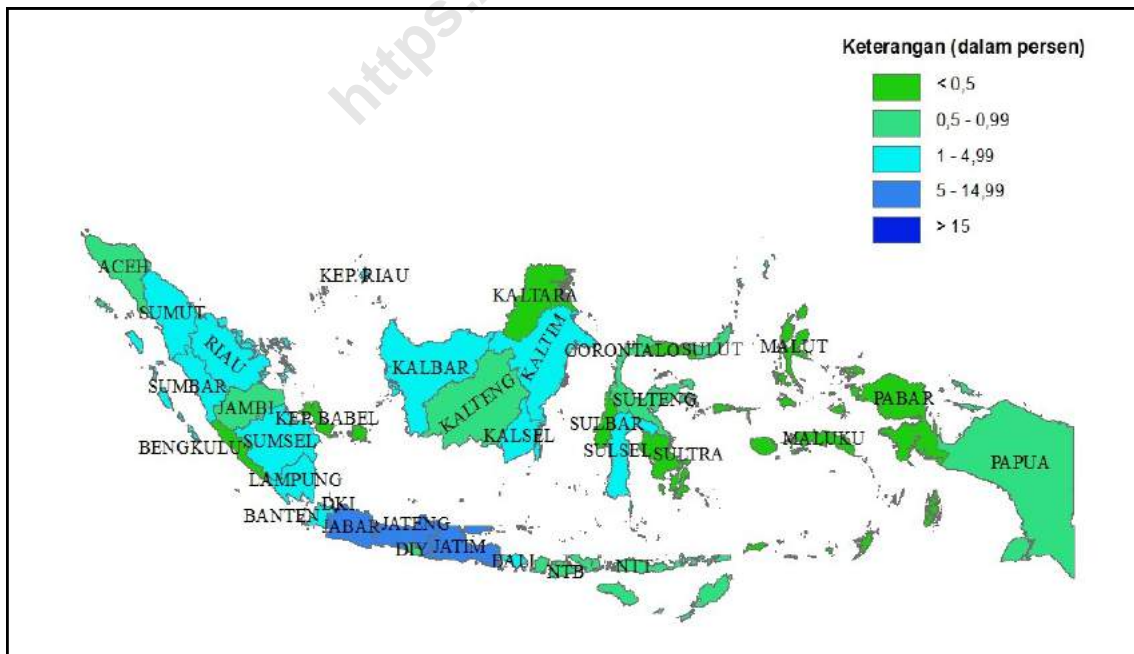 https:
Keterangan (dalam persen)
< 0,5
0,5 - 0,99
1 - 4,99
5 - 14,99
> 15
ACEH
SUMUT
RIAU
KEP. RIAU
SUMBAR
JAMBI
KEP. BABEL
BENGKULU
SUMSEL
LAMPUNG
BANTEN
DKI
JABAR
JATENG
DIY
JATIM
BALI
NTB
NTT
KALBAR
KALTENG
KALSEL
KALTIM
KALTARA
GORONTALO
SULUT
SULTENG
SULBAR
SULSEL
SULTRA
MALUT
MALUKU
PABAR
PAPUA